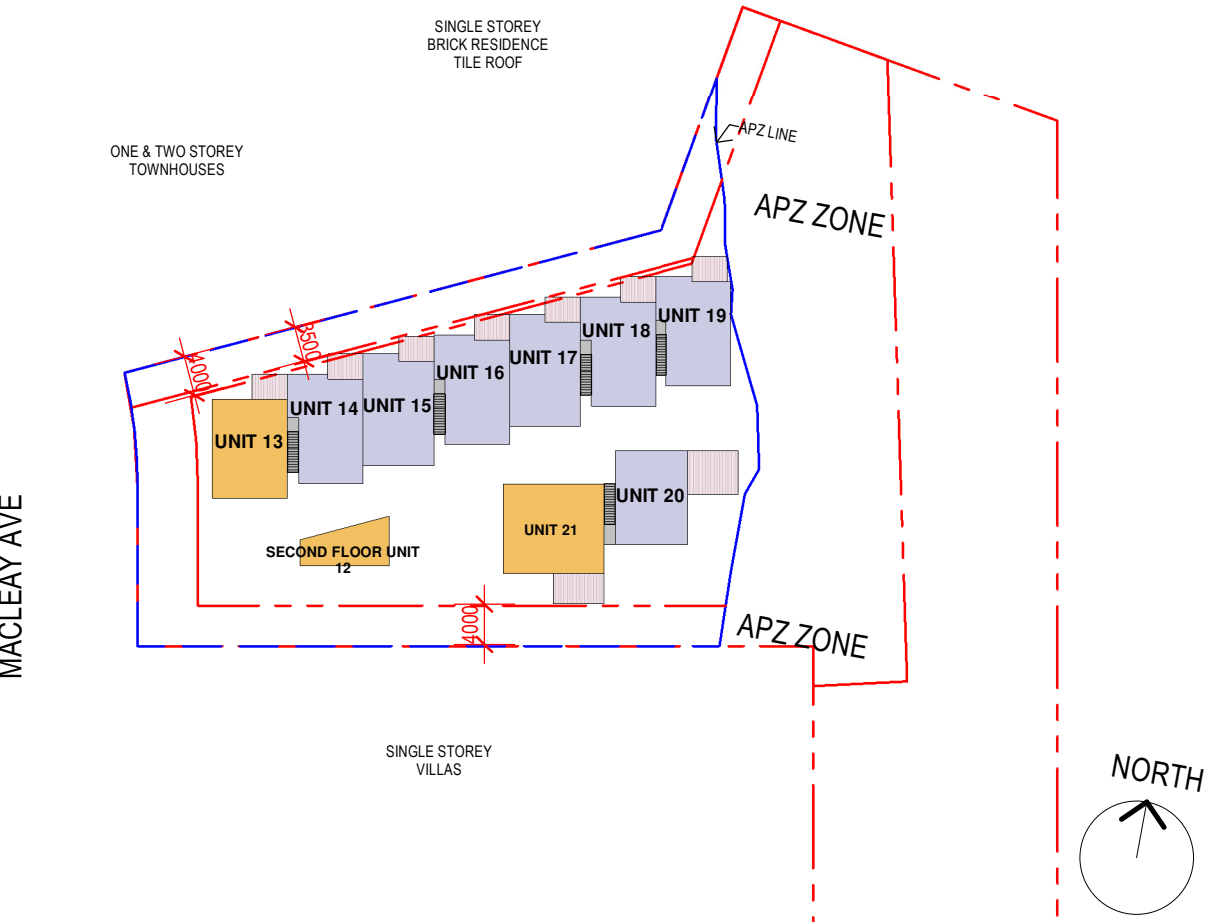 SINGLE STOREY
BRICK RESIDENCE
TILE ROOF
ONE & TWO STOREY
TOWNHOUSES
APZ LINE
APZ ZONE
3500
4000
UNIT 19
UNIT 18
UNIT 17
UNIT 16
UNIT 15
UNIT 14
UNIT 13
UNIT 20
UNIT 21
SECOND FLOOR UNIT
12
MACLEAY AVE
4000
APZ ZONE
SINGLE STOREY
VILLAS
NORTH